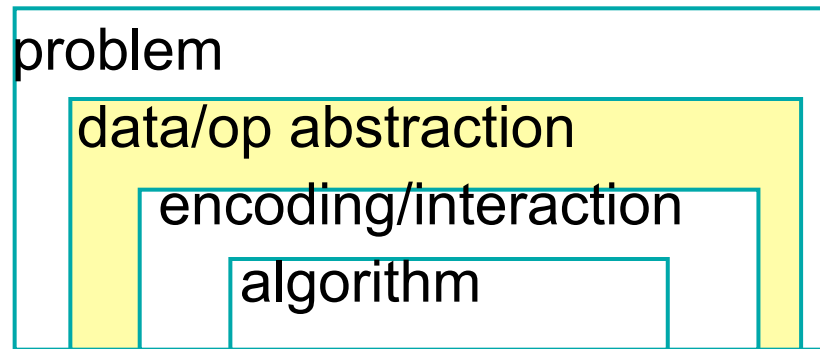 problem
data/op abstraction
encoding/interaction
algorithm